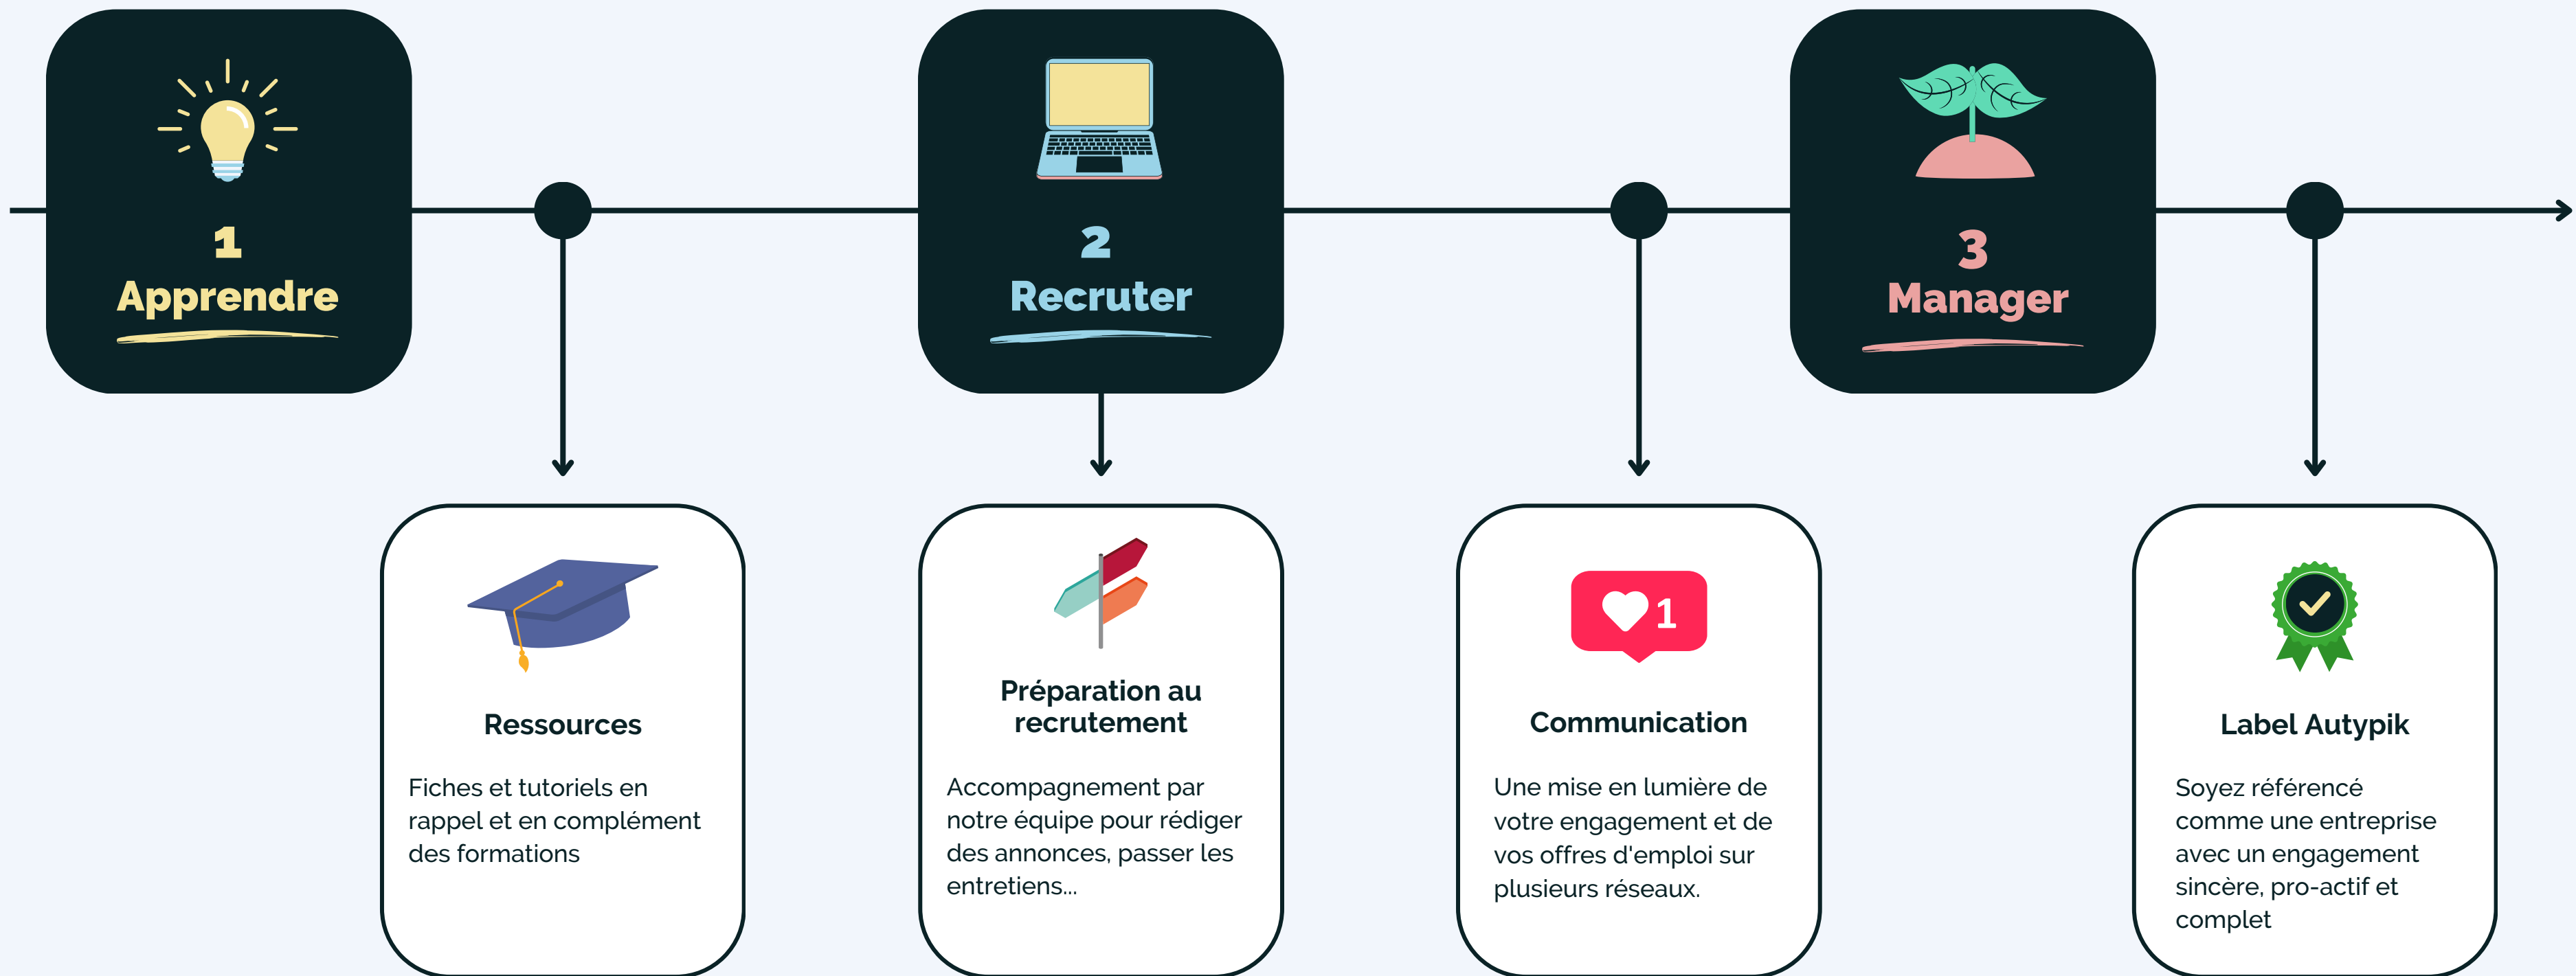 1
Apprendre
2
Recruter
3
Manager
Ressources
Fiches et tutoriels en
rappel et en complément
des formations
Préparation au
recrutement
Accompagnement par
notre équipe pour rédiger
des annonces, passer les
entretiens...
1
Communication
Une mise en lumière de
votre engagement et de
vos offres d'emploi sur
plusieurs réseaux.
Label Autypik
Soyez référencé
comme une entreprise
avec un engagement
sincère, pro-actif et
complet